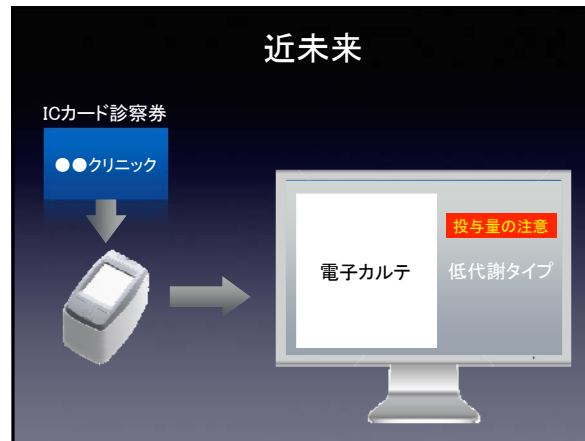 近未来
ICカード診察券
●●クリニック
投与量の注意
電子カルテ
低代謝タイプ